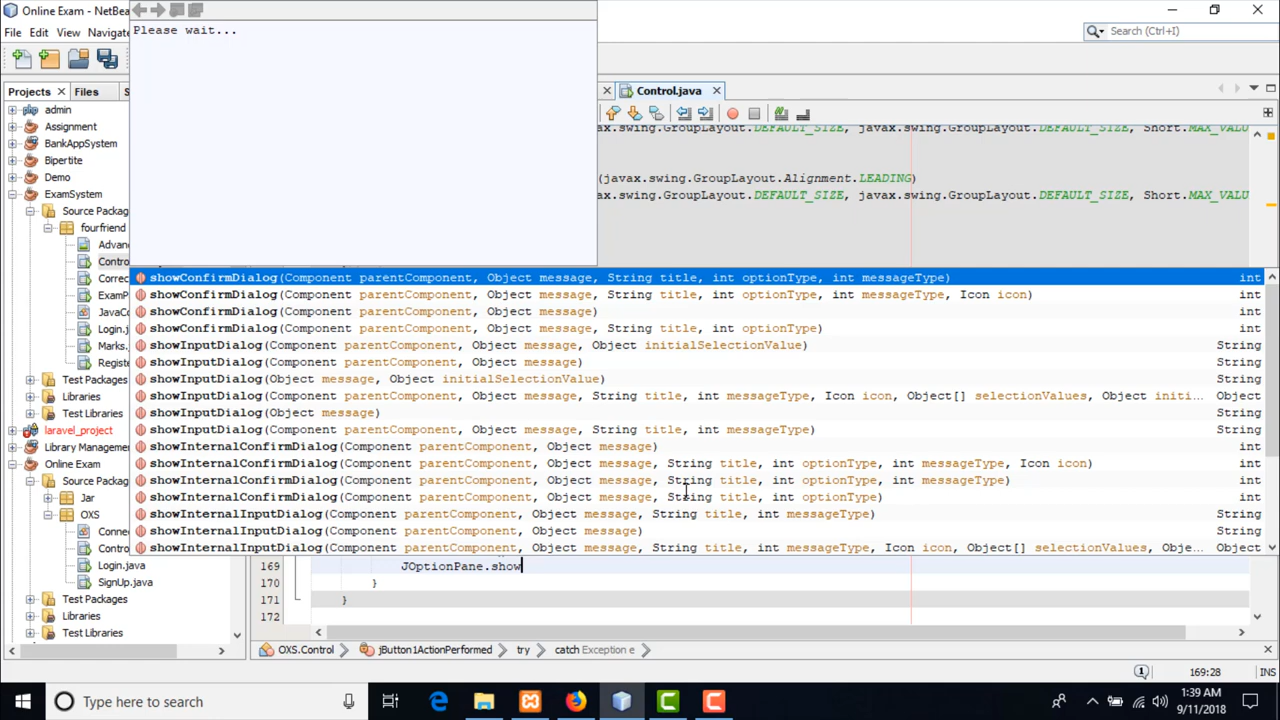 Online Exam - NetBea
Please wait...
File Edit View Navigate
Search (Ctrl+I)
Projects Files S
Control.java
admin
Assignment
BankAppSystem
Bipertite
Demo
ExamSystem
Source Packag
fourfriend
Advan
Contro
Correc
ExamP
JavaCo
Login.j
Marks.
Registe
Test Packages
Libraries
Test Libraries
laravel_project
Library Manageme
Online Exam
Source Packag
Jar
OXS
Conne
Contro
Login.java
SignUp.java
Test Packages
Libraries
Test Libraries
ax.swing.GroupLayout.DEFAULT_SIZE, javax.swing.GroupLayout.DEFAULT_SIZE, Short.MAX_VALU
(javax.swing.GroupLayout.Alignment.LEADING)
ax.swing.GroupLayout.DEFAULT_SIZE, javax.swing.GroupLayout.DEFAULT_SIZE, Short.MAX_VALU
showConfirmDialog(Component parentComponent, Object message, String title, int optionType, int messageType) int
showConfirmDialog(Component parentComponent, Object message, String title, int optionType, int messageType, Icon icon) int
showConfirmDialog(Component parentComponent, Object message) int
showConfirmDialog(Component parentComponent, Object message, String title, int optionType) int
showInputDialog(Component parentComponent, Object message, Object initialSelectionValue) String
showInputDialog(Component parentComponent, Object message) String
showInputDialog(Object message, Object initialSelectionValue) String
showInputDialog(Component parentComponent, Object message, String title, int messageType, Icon icon, Object[] selectionValues, Object initi... Object
showInputDialog(Object message) String
showInputDialog(Component parentComponent, Object message, String title, int messageType) String
showInternalConfirmDialog(Component parentComponent, Object message) int
showInternalConfirmDialog(Component parentComponent, Object message, String title, int optionType, int messageType, Icon icon) int
showInternalConfirmDialog(Component parentComponent, Object message, String title, int optionType, int messageType) int
showInternalConfirmDialog(Component parentComponent, Object message, String title, int optionType) int
showInternalInputDialog(Component parentComponent, Object message, String title, int messageType) String
showInternalInputDialog(Component parentComponent, Object message) String
showInternalInputDialog(Component parentComponent, Object message, String title, int messageType, Icon icon, Object[] selectionValues, Obje... Object
169 JOptionPane.show
170 }
171 }
172
OXS.Control jButton1ActionPerformed try catch Exception e
1 169:28 INS
Type here to search
1:39 AM
9/11/2018